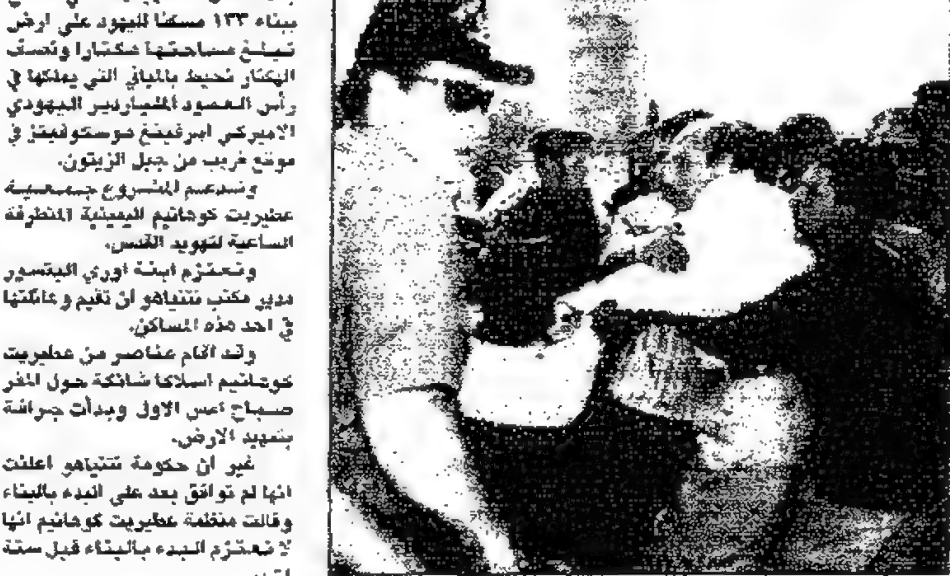 ببناء ١٣٣ مسكنا لليهود على ارض
تبلغ مساحتها هكتارا ونصف
الهكتار تحيط بالمباني التي يملكها في
رأس العمود الملياردير اليهودي
الاميركي ايرفينغ موسكوفيتز في
موضع قريب من جبل الزيتون.
وتدعم المشروع جمعية
عطيريت كوهانيم اليمينية المتطرفة
الساعية لتهويد القدس.
وتعتزم ابنة اوري اليتسور
مدير مكتب نتنياهو ان تقيم وعائلتها
في احد هذه المساكن.
وقد اقام عناصر من عطيريت
كوهانيم اسلاكا شائكة حول المقر
صباح امس الاول وبدأت جرافة
بتمهيد الارض.
غير ان حكومة نتنياهو اعلنت
انها لم توافق بعد على البدء بالبناء
وقالت منظمة عطيريت كوهانيم انها
لا تعتزم البدء بالبناء قبل ستة